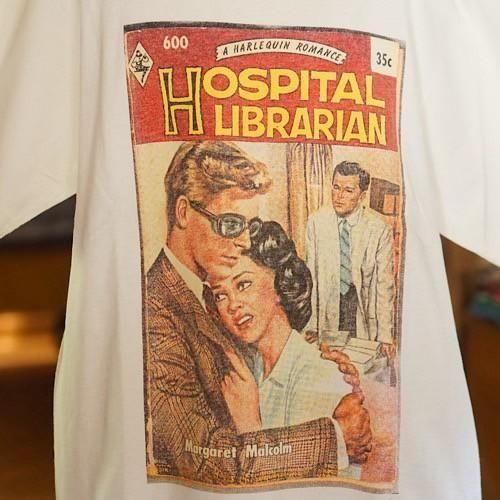 600
A HARLEQUIN ROMANCE
35c
HOSPITAL
LIBRARIAN
Margaret Malcolm